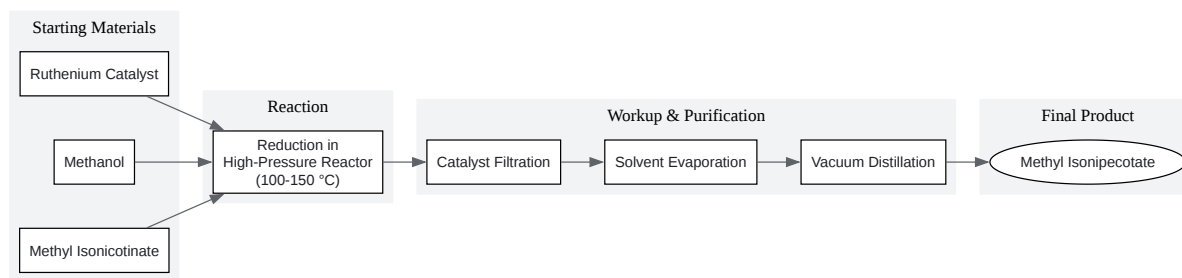 Starting Materials
Ruthenium Catalyst
Methanol
Methyl Isonicotinate
Reaction
Reduction in
High-Pressure Reactor
(100-150 °C)
Workup & Purification
Catalyst Filtration
Solvent Evaporation
Vacuum Distillation
Final Product
Methyl Isonipecotate